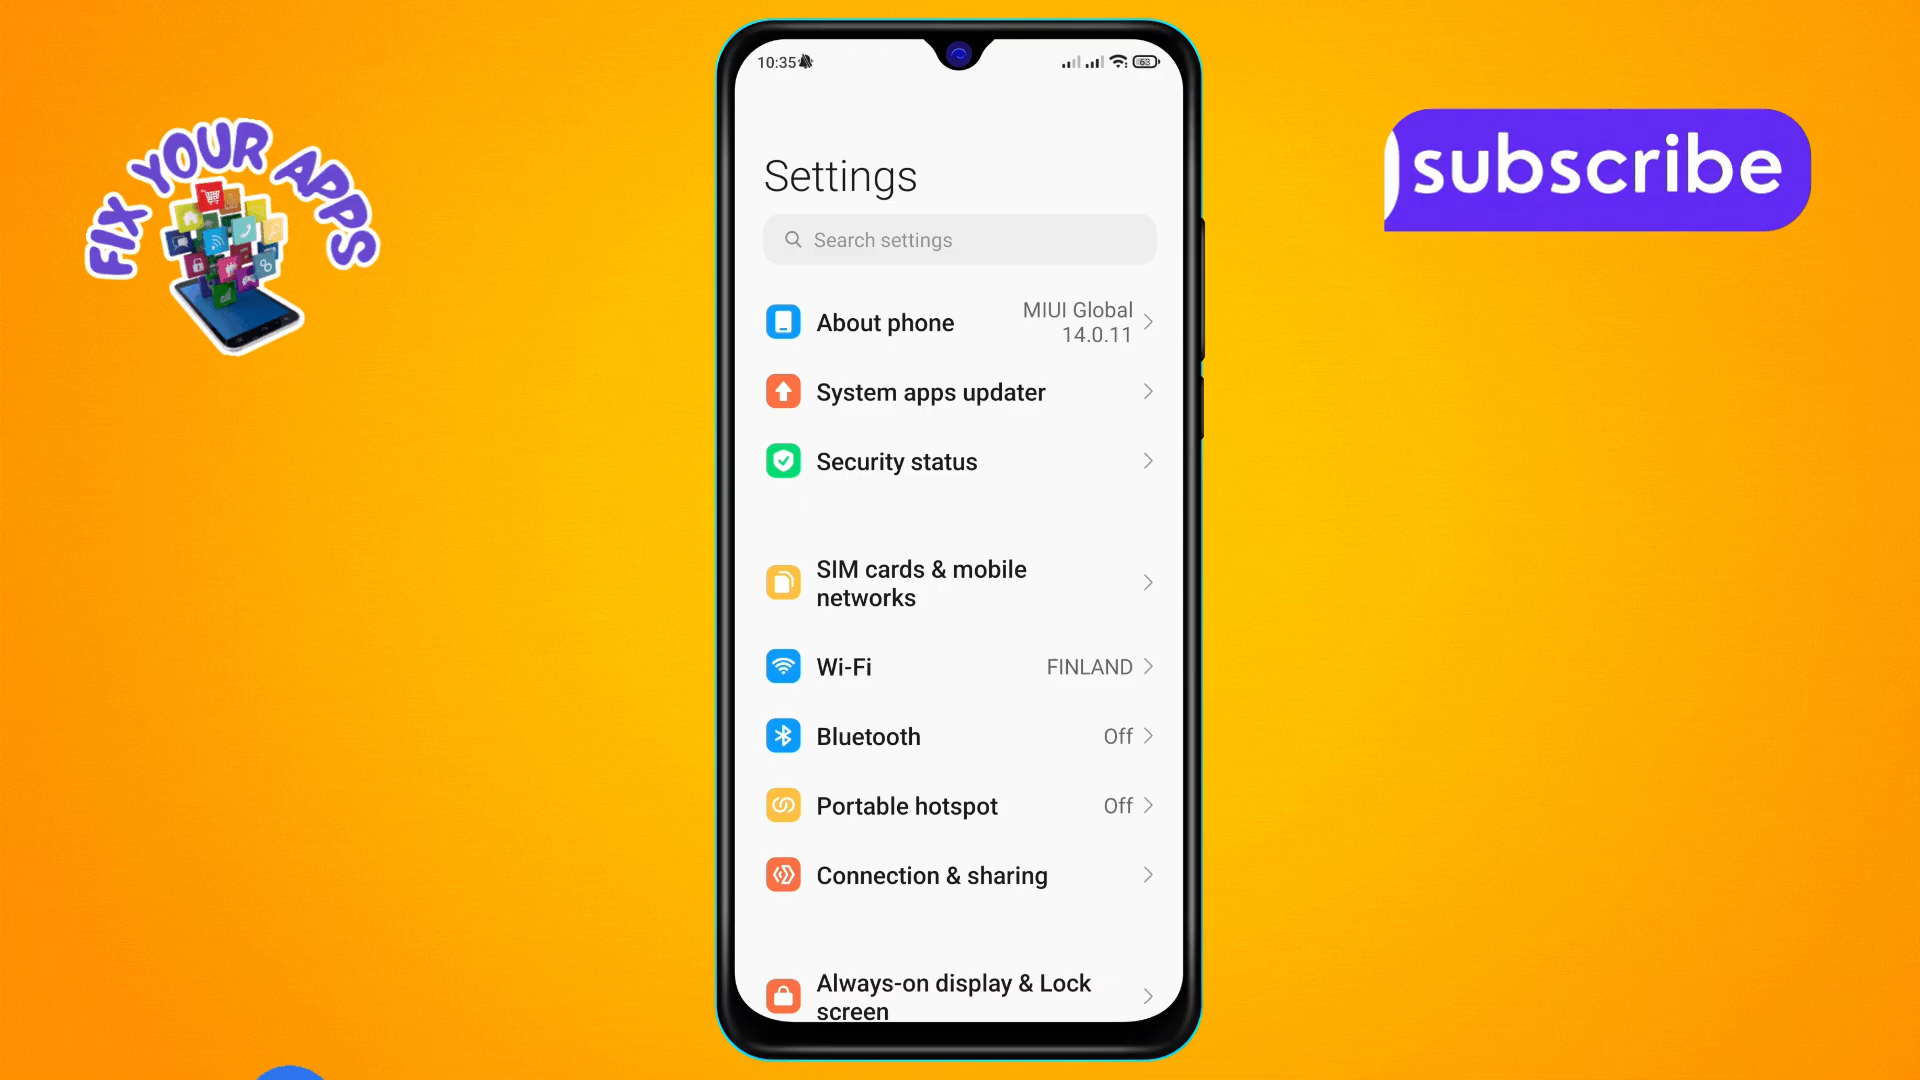 FIX YOUR APPS
subscribe
10:35
63
Settings
Search settings
About phone
MIUI Global
14.0.11
System apps updater
Security status
SIM cards & mobile
networks
Wi-Fi
FINLAND
Bluetooth
Off
Portable hotspot
Off
Connection & sharing
Always-on display & Lock
screen